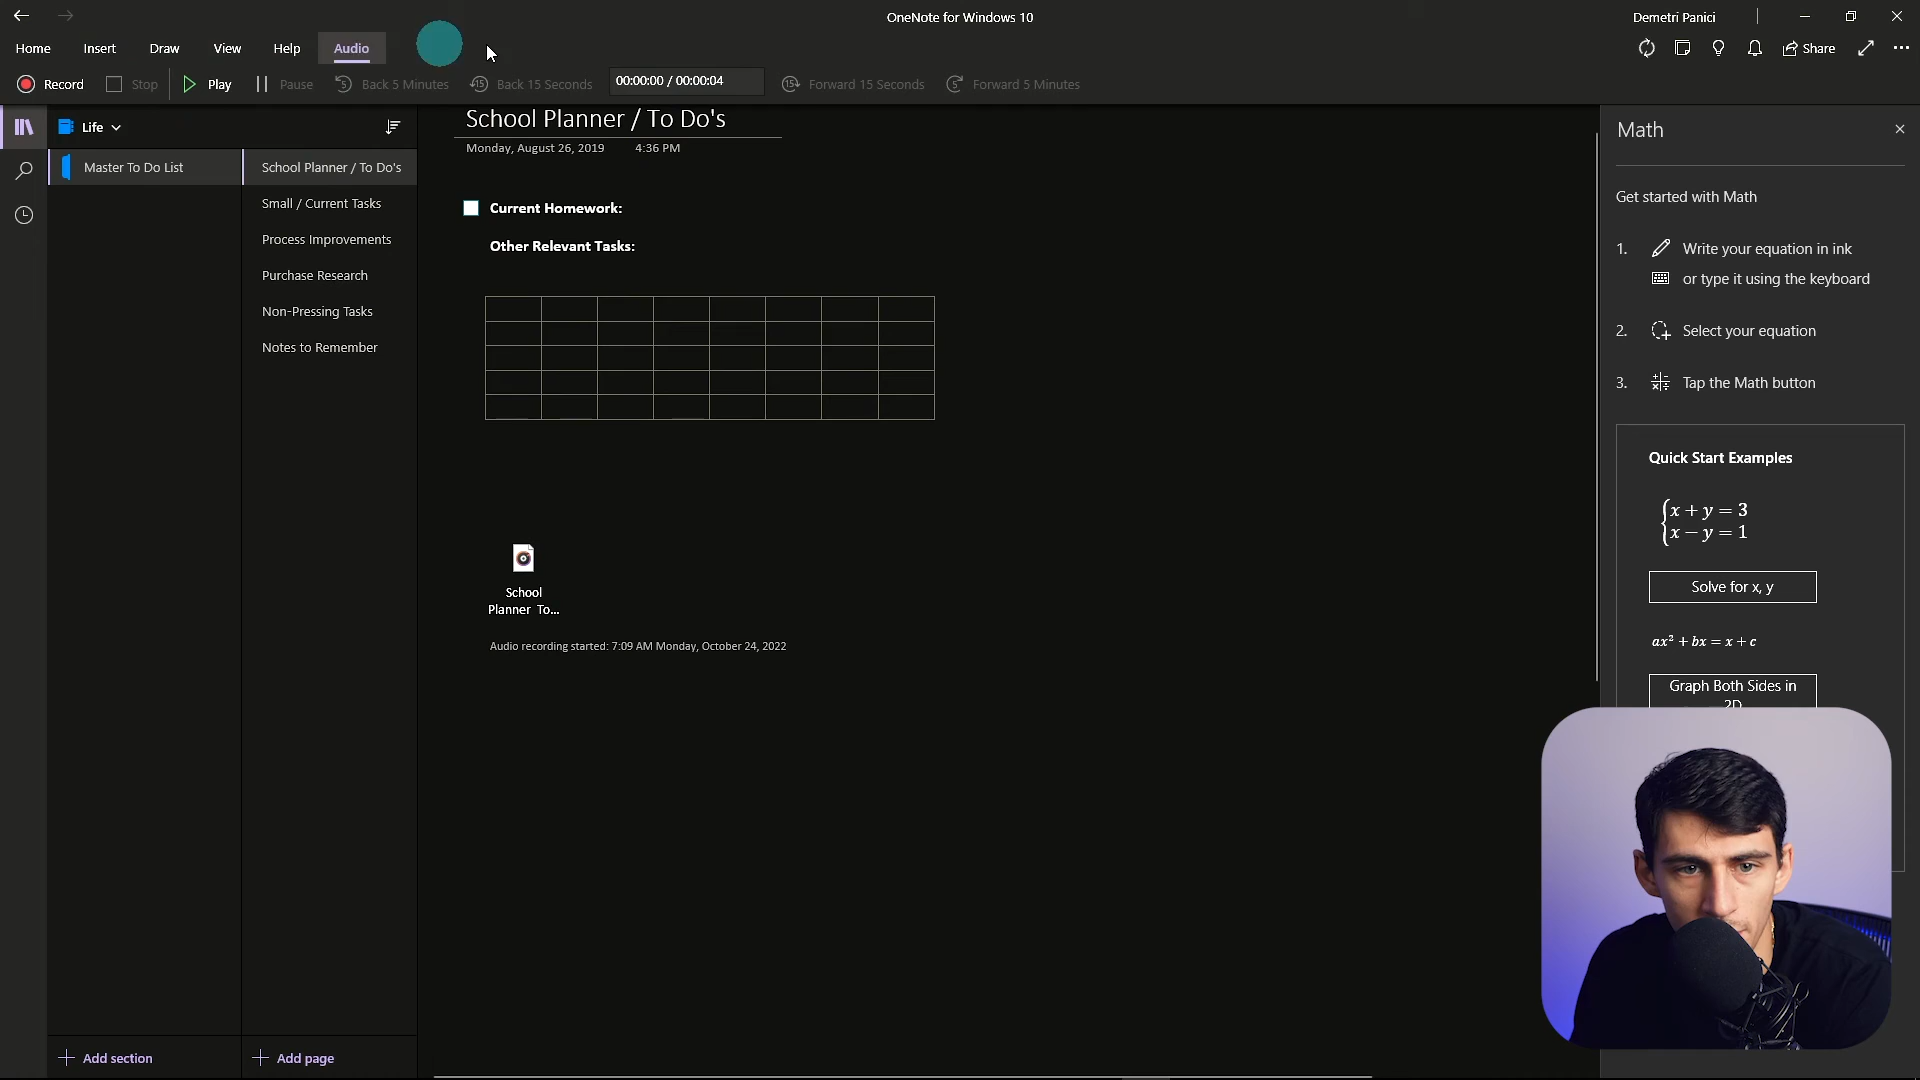 OneNote for Windows 10
Demetri Panici
Home Insert Draw View Help Audio
Share
Record Stop Play Pause Back 5 Minutes 15 Back 15 Seconds 00:00:00 / 00:00:04 15 Forward 15 Seconds 5 Forward 5 Minutes
Life
Master To Do List
School Planner / To Do's
Small / Current Tasks
Process Improvements
Purchase Research
Non-Pressing Tasks
Notes to Remember
Add section
Add page
School Planner / To Do's
Monday, August 26, 2019 4:36 PM
Current Homework:
Other Relevant Tasks:
School
Planner To...
Audio recording started: 7:09 AM Monday, October 24, 2022
Math
Get started with Math
1. Write your equation in ink
or type it using the keyboard
2. Select your equation
3. Tap the Math button
Quick Start Examples
x + y = 3
x − y = 1
Solve for x, y
ax² + bx = x + c
Graph Both Sides in
2D